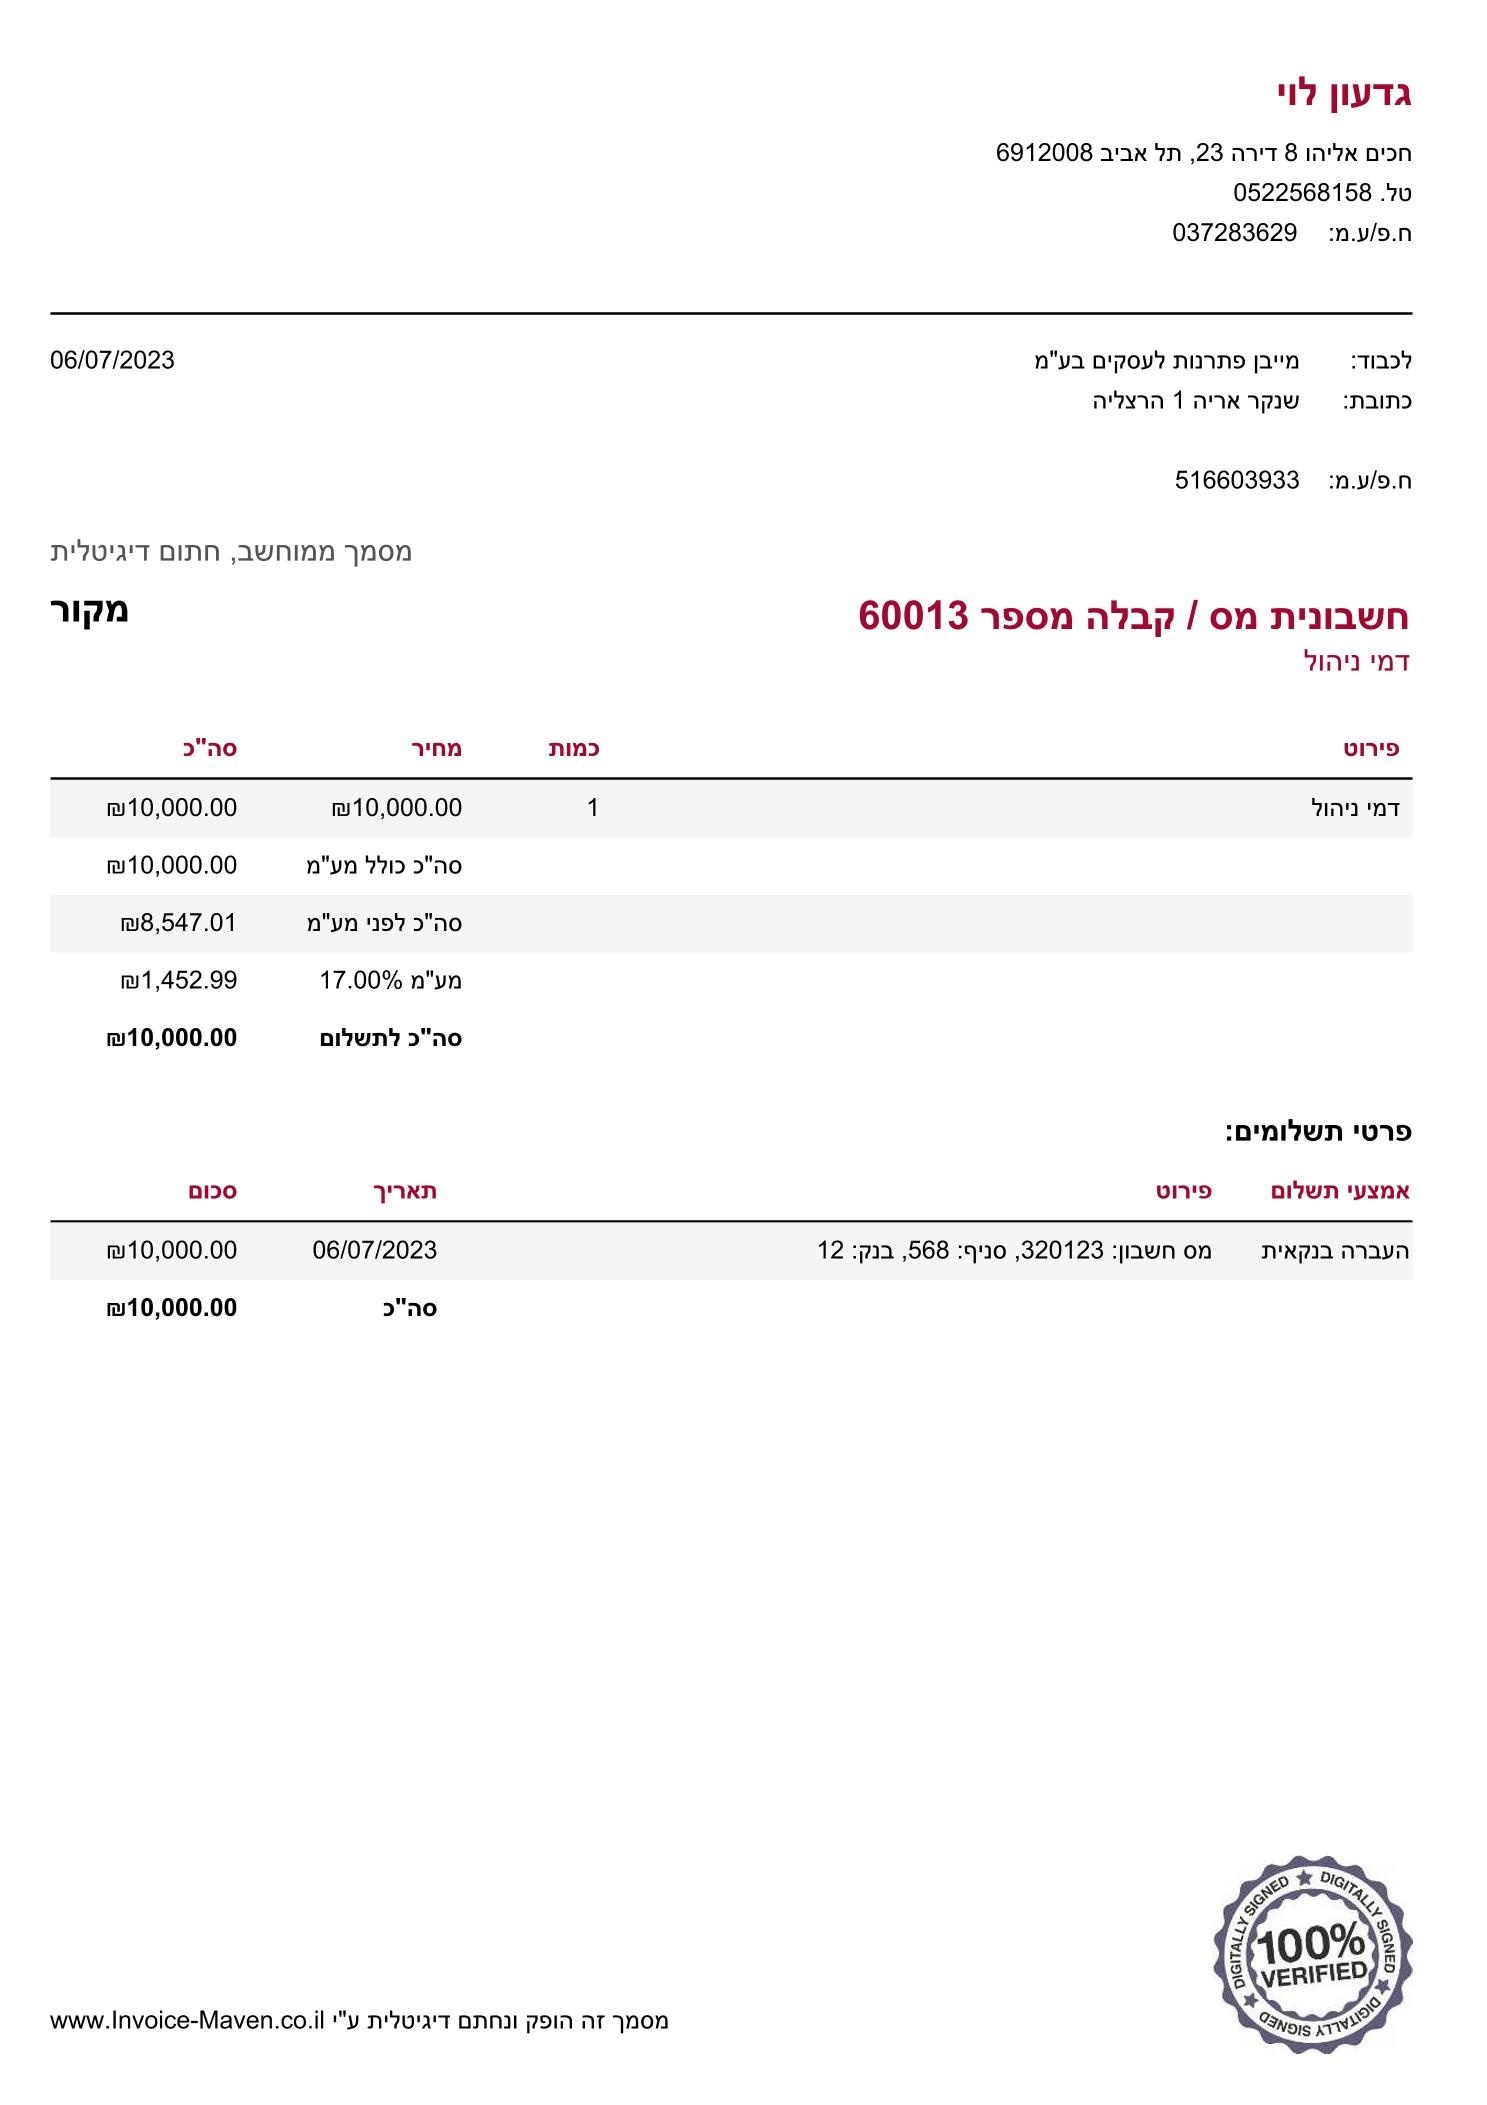 גדעון לוי
חכים אליהו 8 דירה 23, תל אביב 6912008
טל. 0522568158
ח.פ/ע.מ: 037283629
לכבוד: מייבן פתרנות לעסקים בע"מ 06/07/2023
כתובת: שנקר אריה 1 הרצליה
ח.פ/ע.מ: 516603933
מסמך ממוחשב, חתום דיגיטלית
חשבונית מס / קבלה מספר 60013 מקור
דמי ניהול
פירוט כמות מחיר סה"כ
דמי ניהול 1 ₪10,000.00 ₪10,000.00
סה"כ כולל מע"מ ₪10,000.00
סה"כ לפני מע"מ ₪8,547.01
מע"מ 17.00% ₪1,452.99
סה"כ לתשלום ₪10,000.00
פרטי תשלומים:
אמצעי תשלום פירוט תאריך סכום
העברה בנקאית מס חשבון: 320123, סניף: 568, בנק: 12 06/07/2023 ₪10,000.00
סה"כ ₪10,000.00
DIGITALLY SIGNED ★ DIGITALLY SIGNED ★ DIGITALLY SIGNED ★
100%
VERIFIED
מסמך זה הופק ונחתם דיגיטלית ע"י www.Invoice-Maven.co.il